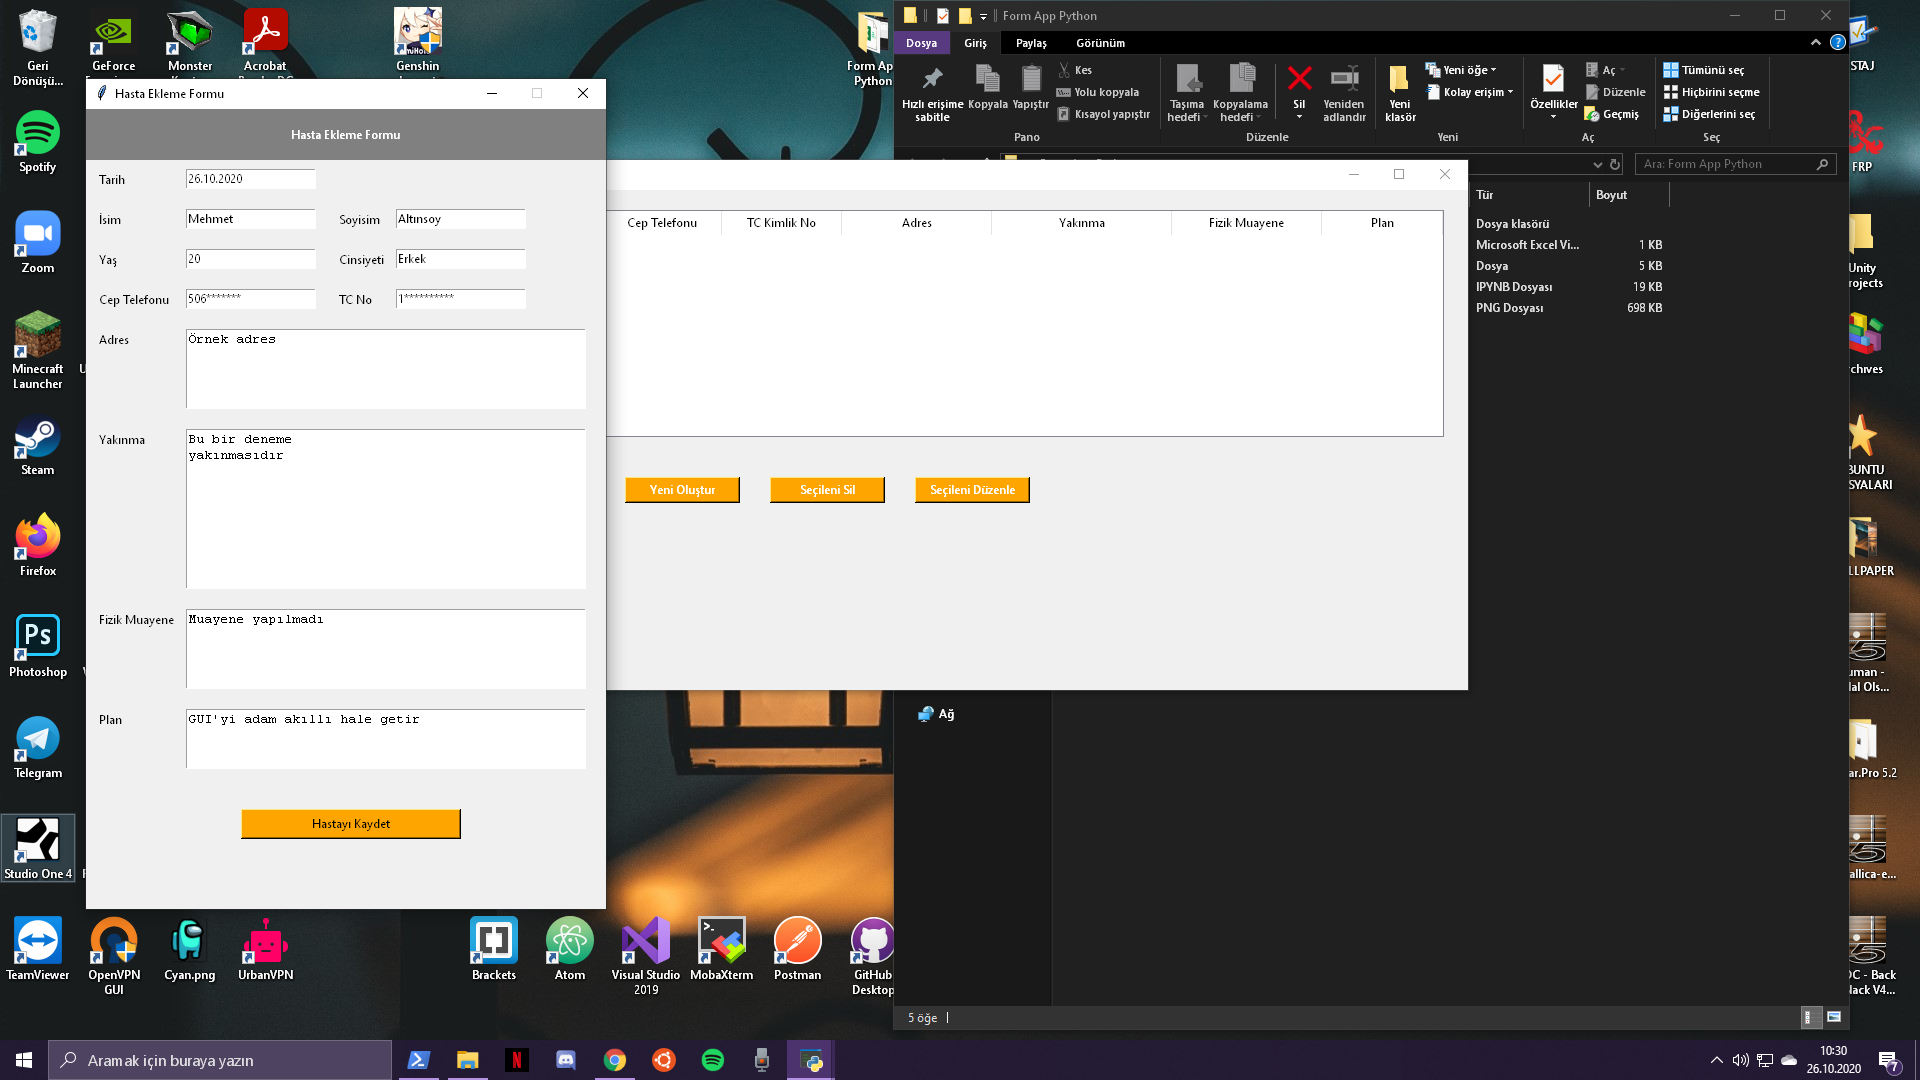 Geri
Dönüşü...
GeForce
Monster
Acrobat
Genshin
Form Ap
Python
Spotify
Zoom
Minecraft
Launcher
Steam
Firefox
Photoshop
Telegram
Studio One 4
TeamViewer
OpenVPN
GUI
Cyan.png
UrbanVPN
Brackets
Atom
Visual Studio
2019
MobaXterm
Postman
GitHub
Desktop
Hasta Ekleme Formu
Hasta Ekleme Formu
Tarih
26.10.2020
İsim
Mehmet
Soyisim
Altınsoy
Yaş
20
Cinsiyeti
Erkek
Cep Telefonu
506*******
TC No
1**********
Adres
Örnek adres
Yakınma
Bu bir deneme
yakınmasıdır
Fizik Muayene
Muayene yapılmadı
Plan
GUI'yi adam akıllı hale getir
Hastayı Kaydet
Cep Telefonu
TC Kimlik No
Adres
Yakınma
Fizik Muayene
Plan
Yeni Oluştur
Seçileni Sil
Seçileni Düzenle
Form App Python
Dosya
Giriş
Paylaş
Görünüm
Hızlı erişime
sabitle
Kopyala
Yapıştır
Kes
Yolu kopyala
Kısayol yapıştır
Pano
Taşıma
hedefi
Kopyalama
hedefi
Sil
Yeniden
adlandır
Düzenle
Yeni
klasör
Yeni öğe
Kolay erişim
Yeni
Özellikler
Aç
Düzenle
Geçmiş
Aç
Tümünü seç
Hiçbirini seçme
Diğerlerini seç
Seç
Ara: Form App Python
Tür
Boyut
Dosya klasörü
Microsoft Excel Vi...
1 KB
Dosya
5 KB
IPYNB Dosyası
19 KB
PNG Dosyası
698 KB
Ağ
5 öğe
STAJ
FRP
Unity
rojects
chives
BUNTU
SYALARI
LLPAPER
uman -
ial Ols...
ar.Pro 5.2
allica-e...
DC - Back
lack V4...
Aramak için buraya yazın
10:30
26.10.2020
7